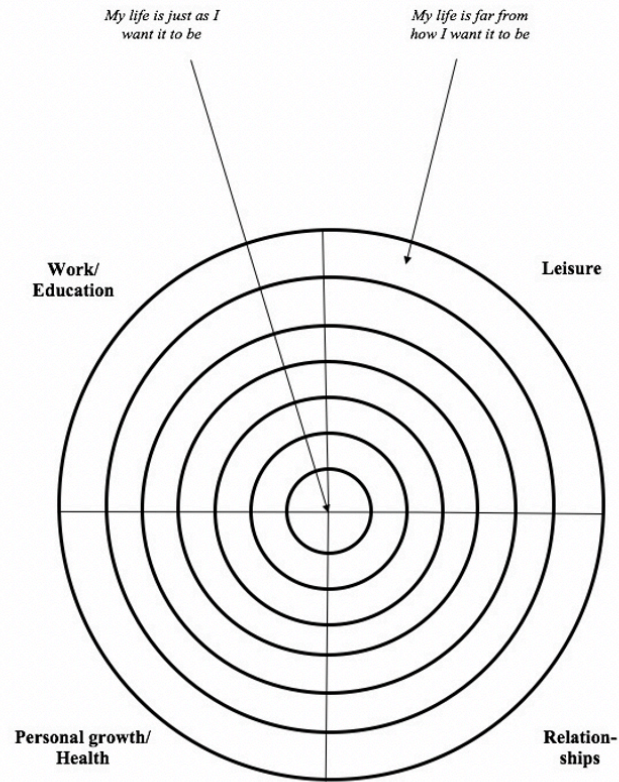 My life is just as I
want it to be
My life is far from
how I want it to be
Work/
Education
Leisure
Personal growth/
Health
Relation-
ships